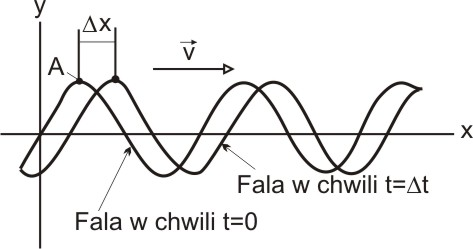 y
Δx
A
v
x
Fala w chwili t=Δt
Fala w chwili t=0